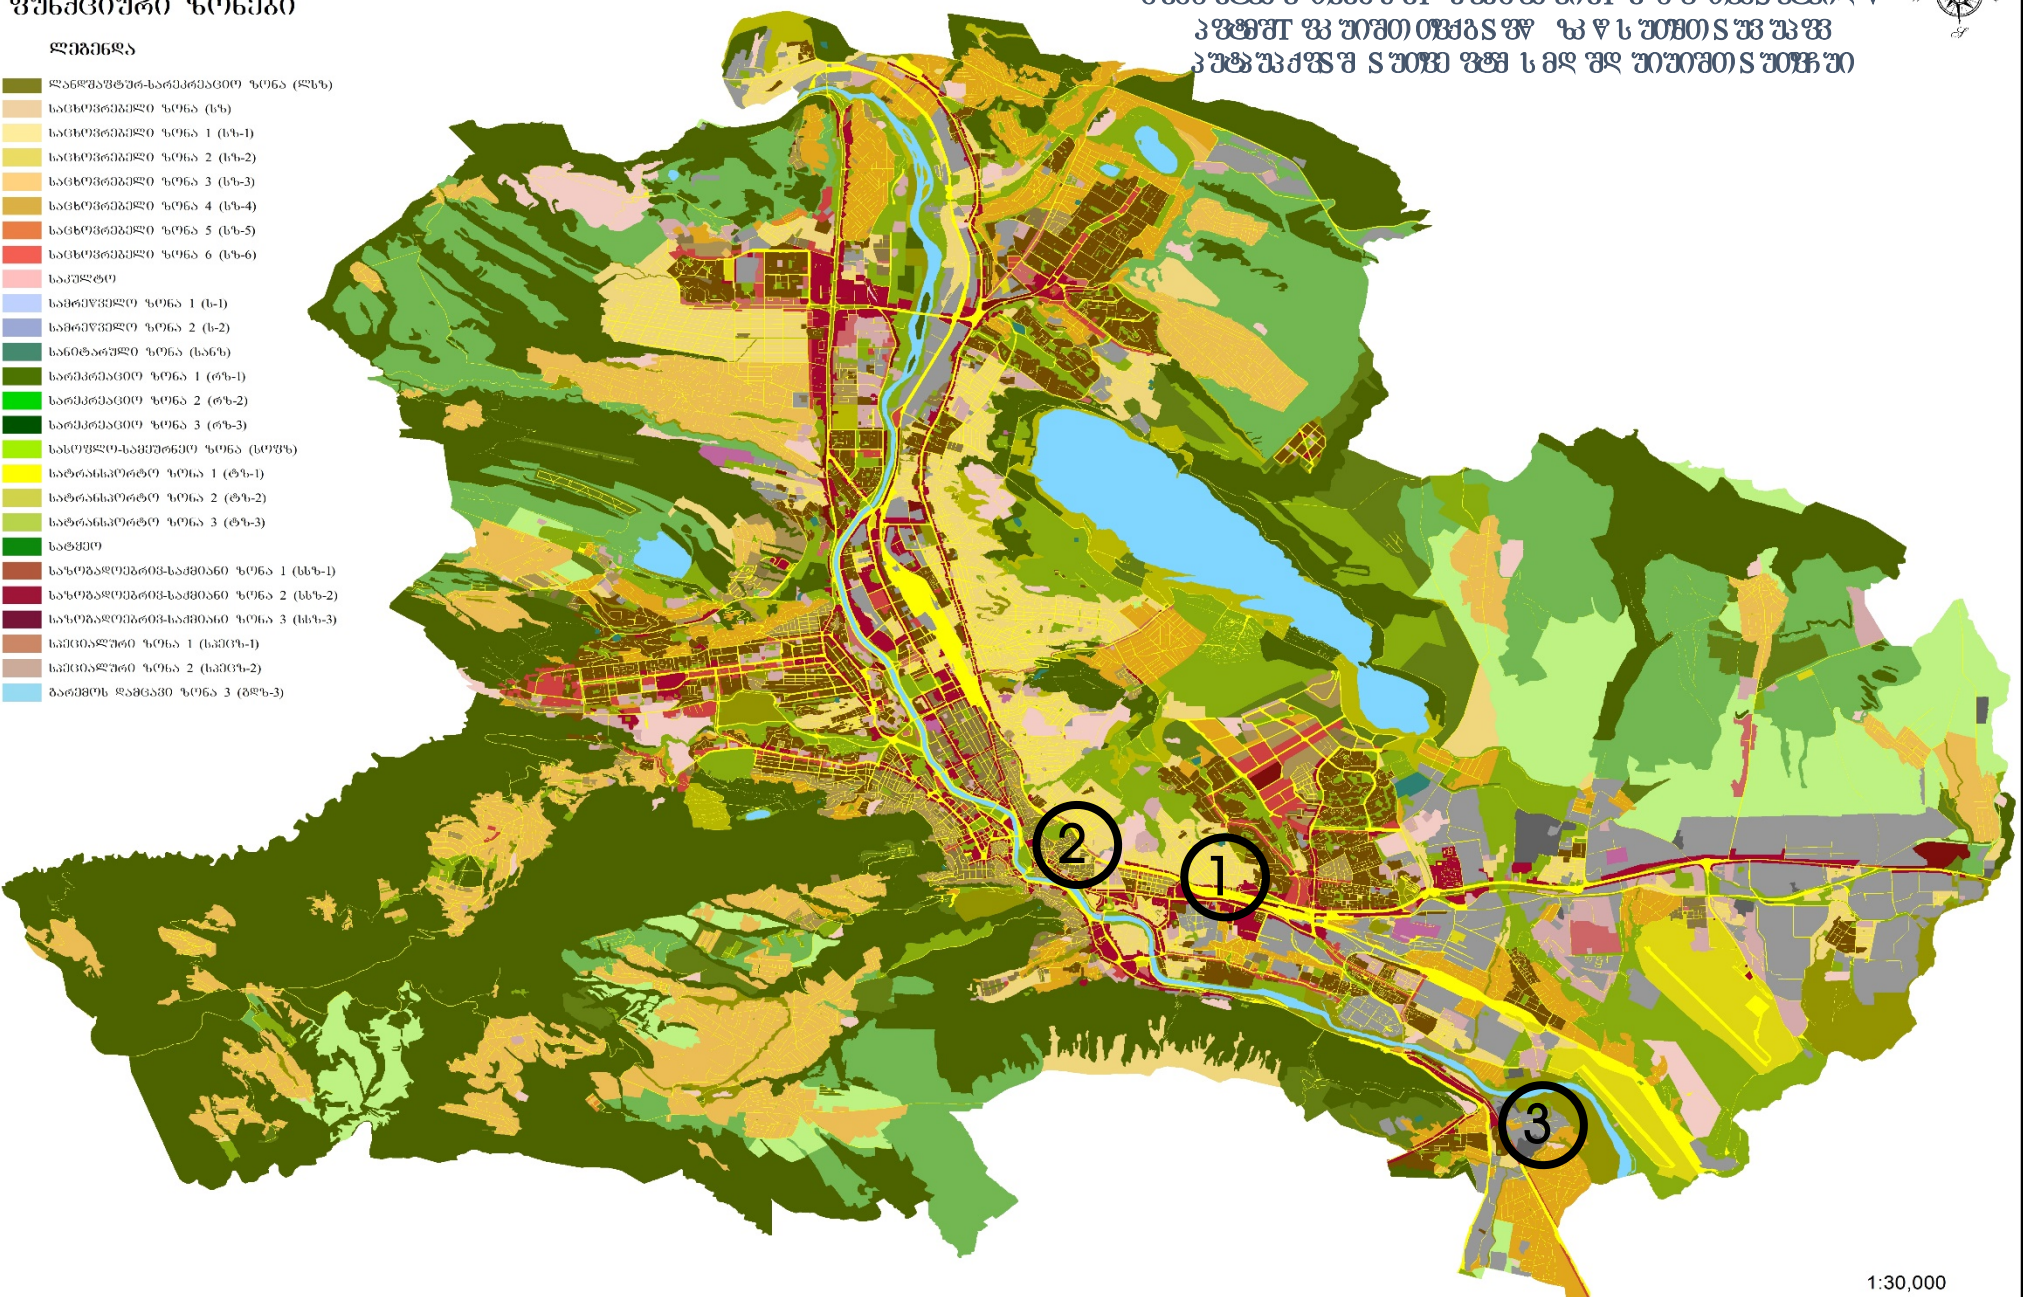 ფუნქციური ზონები
ლეგენდა
ლანდშაფტურ-სარეკრეაციო ზონა (ლსზ)
საცხოვრებელი ზონა (სზ)
საცხოვრებელი ზონა 1 (სზ-1)
საცხოვრებელი ზონა 2 (სზ-2)
საცხოვრებელი ზონა 3 (სზ-3)
საცხოვრებელი ზონა 4 (სზ-4)
საცხოვრებელი ზონა 5 (სზ-5)
საცხოვრებელი ზონა 6 (სზ-6)
საკულტო
სამრეწველო ზონა 1 (ს-1)
სამრეწველო ზონა 2 (ს-2)
სანიტარული ზონა (სანზ)
სარეკრეაციო ზონა 1 (რზ-1)
სარეკრეაციო ზონა 2 (რზ-2)
სარეკრეაციო ზონა 3 (რზ-3)
სასოფლო-სამეურნეო ზონა (სოფზ)
სატრანსპორტო ზონა 1 (ტზ-1)
სატრანსპორტო ზონა 2 (ტზ-2)
სატრანსპორტო ზონა 3 (ტზ-3)
სატყეო
საზოგადოებრივ-საქმიანი ზონა 1 (სსზ-1)
საზოგადოებრივ-საქმიანი ზონა 2 (სსზ-2)
საზოგადოებრივ-საქმიანი ზონა 3 (სსზ-3)
სპეციალური ზონა 1 (სპეცზ-1)
სპეციალური ზონა 2 (სპეცზ-2)
გარემოს დამცავი ზონა 3 (გდზ-3)
2
1
3
1:30,000